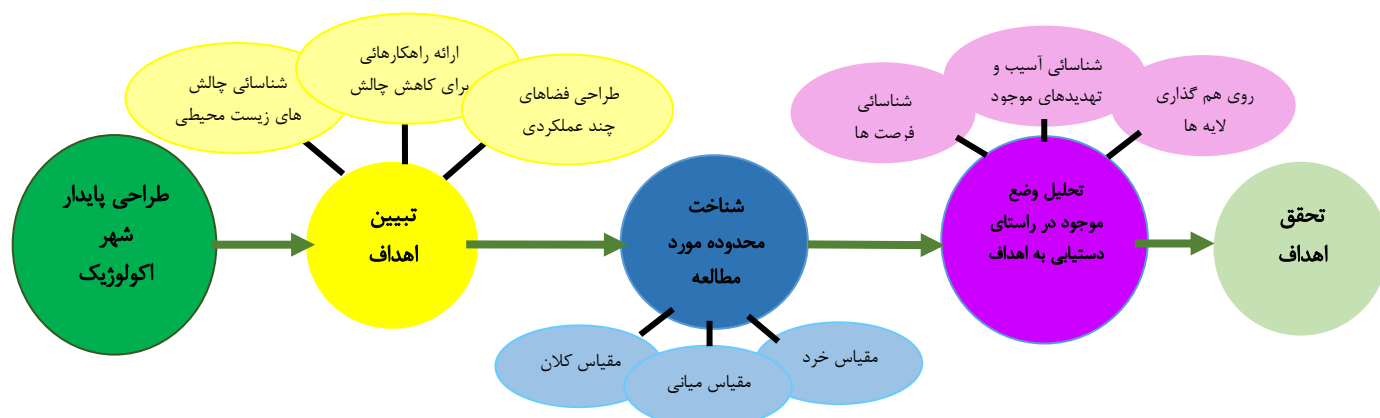 طراحی پایدار
شهر
اکولوژیک
شناسائی چالش
های زیست محیطی
ارائه راهکارهائی
برای کاهش چالش
طراحی فضاهای
چند عملکردی
تبیین
اهداف
شناخت
محدوده مورد
مطالعه
مقیاس کلان
مقیاس میانی
مقیاس خرد
شناسائی
فرصت ها
شناسائی آسیب و
تهدیدهای موجود
روی هم گذاری
لایه ها
تحلیل وضع
موجود در راستای
دستیابی به اهداف
تحقق
اهداف